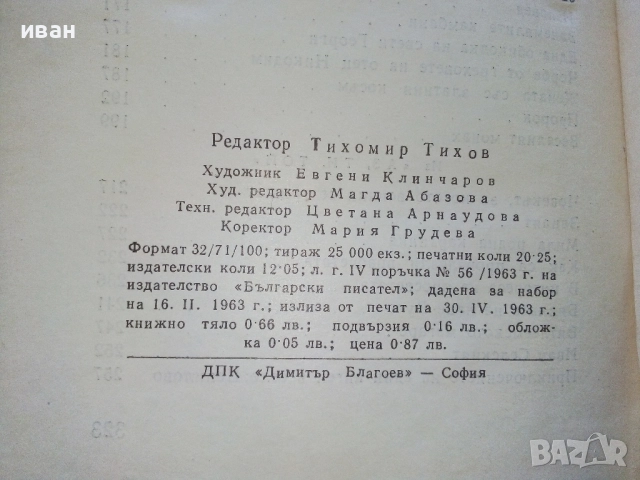 иван
Редактор Тихомир Тихов
Художник Евгени Клинчаров
Худ. редактор Магда Абазова
Техн. редактор Цветана Арнаудова
Коректор Мария Грудева
Формат 32/71/100; тираж 25 000 екз.; печатни коли 20·25;
издателски коли 12·05; л. г. IV поръчка № 56 /1963 г. на
издателство «Български писател»; дадена за набор
на 16. II. 1963 г.; излиза от печат на 30. IV. 1963 г.;
книжно тяло 0·66 лв.; подвързия 0·16 лв.; облож-
ка 0·05 лв.; цена 0·87 лв.
ДПК «Димитър Благоев» — София
BAZAR